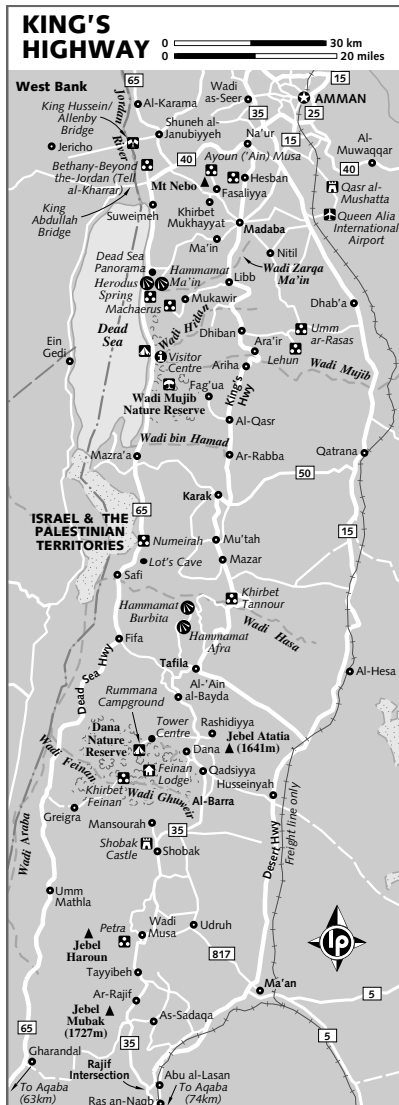 KING'S
HIGHWAY
0 30 km
0 20 miles
65
15
West Bank
Jordan
River
Al-Karama
Wadi
as-Seer
35
AMMAN
25
15
King Hussein/
Allenby
Bridge
Shuneh al-
Janubiyyeh
Na'ur
Al-
Muwaqqar
Jericho
40
Ayoun ('Ain) Musa
40
Bethany-Beyond
the-Jordan (Tell
al-Kharrar)
Mt Nebo
Hesban
Fasaliyya
Qasr al-
Mushatta
King
Abdullah
Bridge
Suweimeh
Khirbet
Mukhayyat
Madaba
Queen Alia
International
Airport
Ma'in
Nitil
Dead Sea
Panorama
Hammamat
Ma'in
Wadi Zarqa
Ma'in
Herodus
Spring
Libb
Machaerus
Mukawir
Dhab'a
Dead
Sea
Wadi Hidan
Dhiban
Umm
ar-Rasas
Ara'ir
Lehun
Ein
Gedi
Visitor
Centre
Ariha
Wadi Mujib
Fag'ua
King's
Hwy
Wadi Mujib
Nature Reserve
Al-Qasr
Wadi bin Hamad
Mazra'a
Ar-Rabba
Qatrana
50
Karak
65
15
ISRAEL & THE
PALESTINIAN
TERRITORIES
Numeirah
Mu'tah
Lot's Cave
Mazar
Safi
Khirbet
Tannour
Hammamat
Burbita
Wadi Hasa
Fifa
Hammamat
Afra
Dead Sea Hwy
Tafila
Al-Hesa
Al-'Ain
al-Bayda
Rummana
Campground
Tower
Centre
Rashidiyya
Dana
Nature
Reserve
Jebel Atatia
(1641m)
Dana
Wadi Feinan
Feinan
Lodge
Qadsiyya
Husseinyah
Khirbet
Feinan
Wadi Ghuweir
Al-Barra
Greigra
Mansourah
35
Shobak
Castle
Shobak
Desert Hwy
Freight line only
Wadi Araba
Umm
Mathla
Petra
Wadi
Musa
Udruh
Jebel
Haroun
817
lp
Tayyibeh
Ma'an
Ar-Rajif
5
Jebel
Mubak
(1727m)
As-Sadaqa
65
35
5
Gharandal
Rajif
Intersection
Abu al-Lasan
To Aqaba
(63km)
To Aqaba
(74km)
Ras an-Naqb